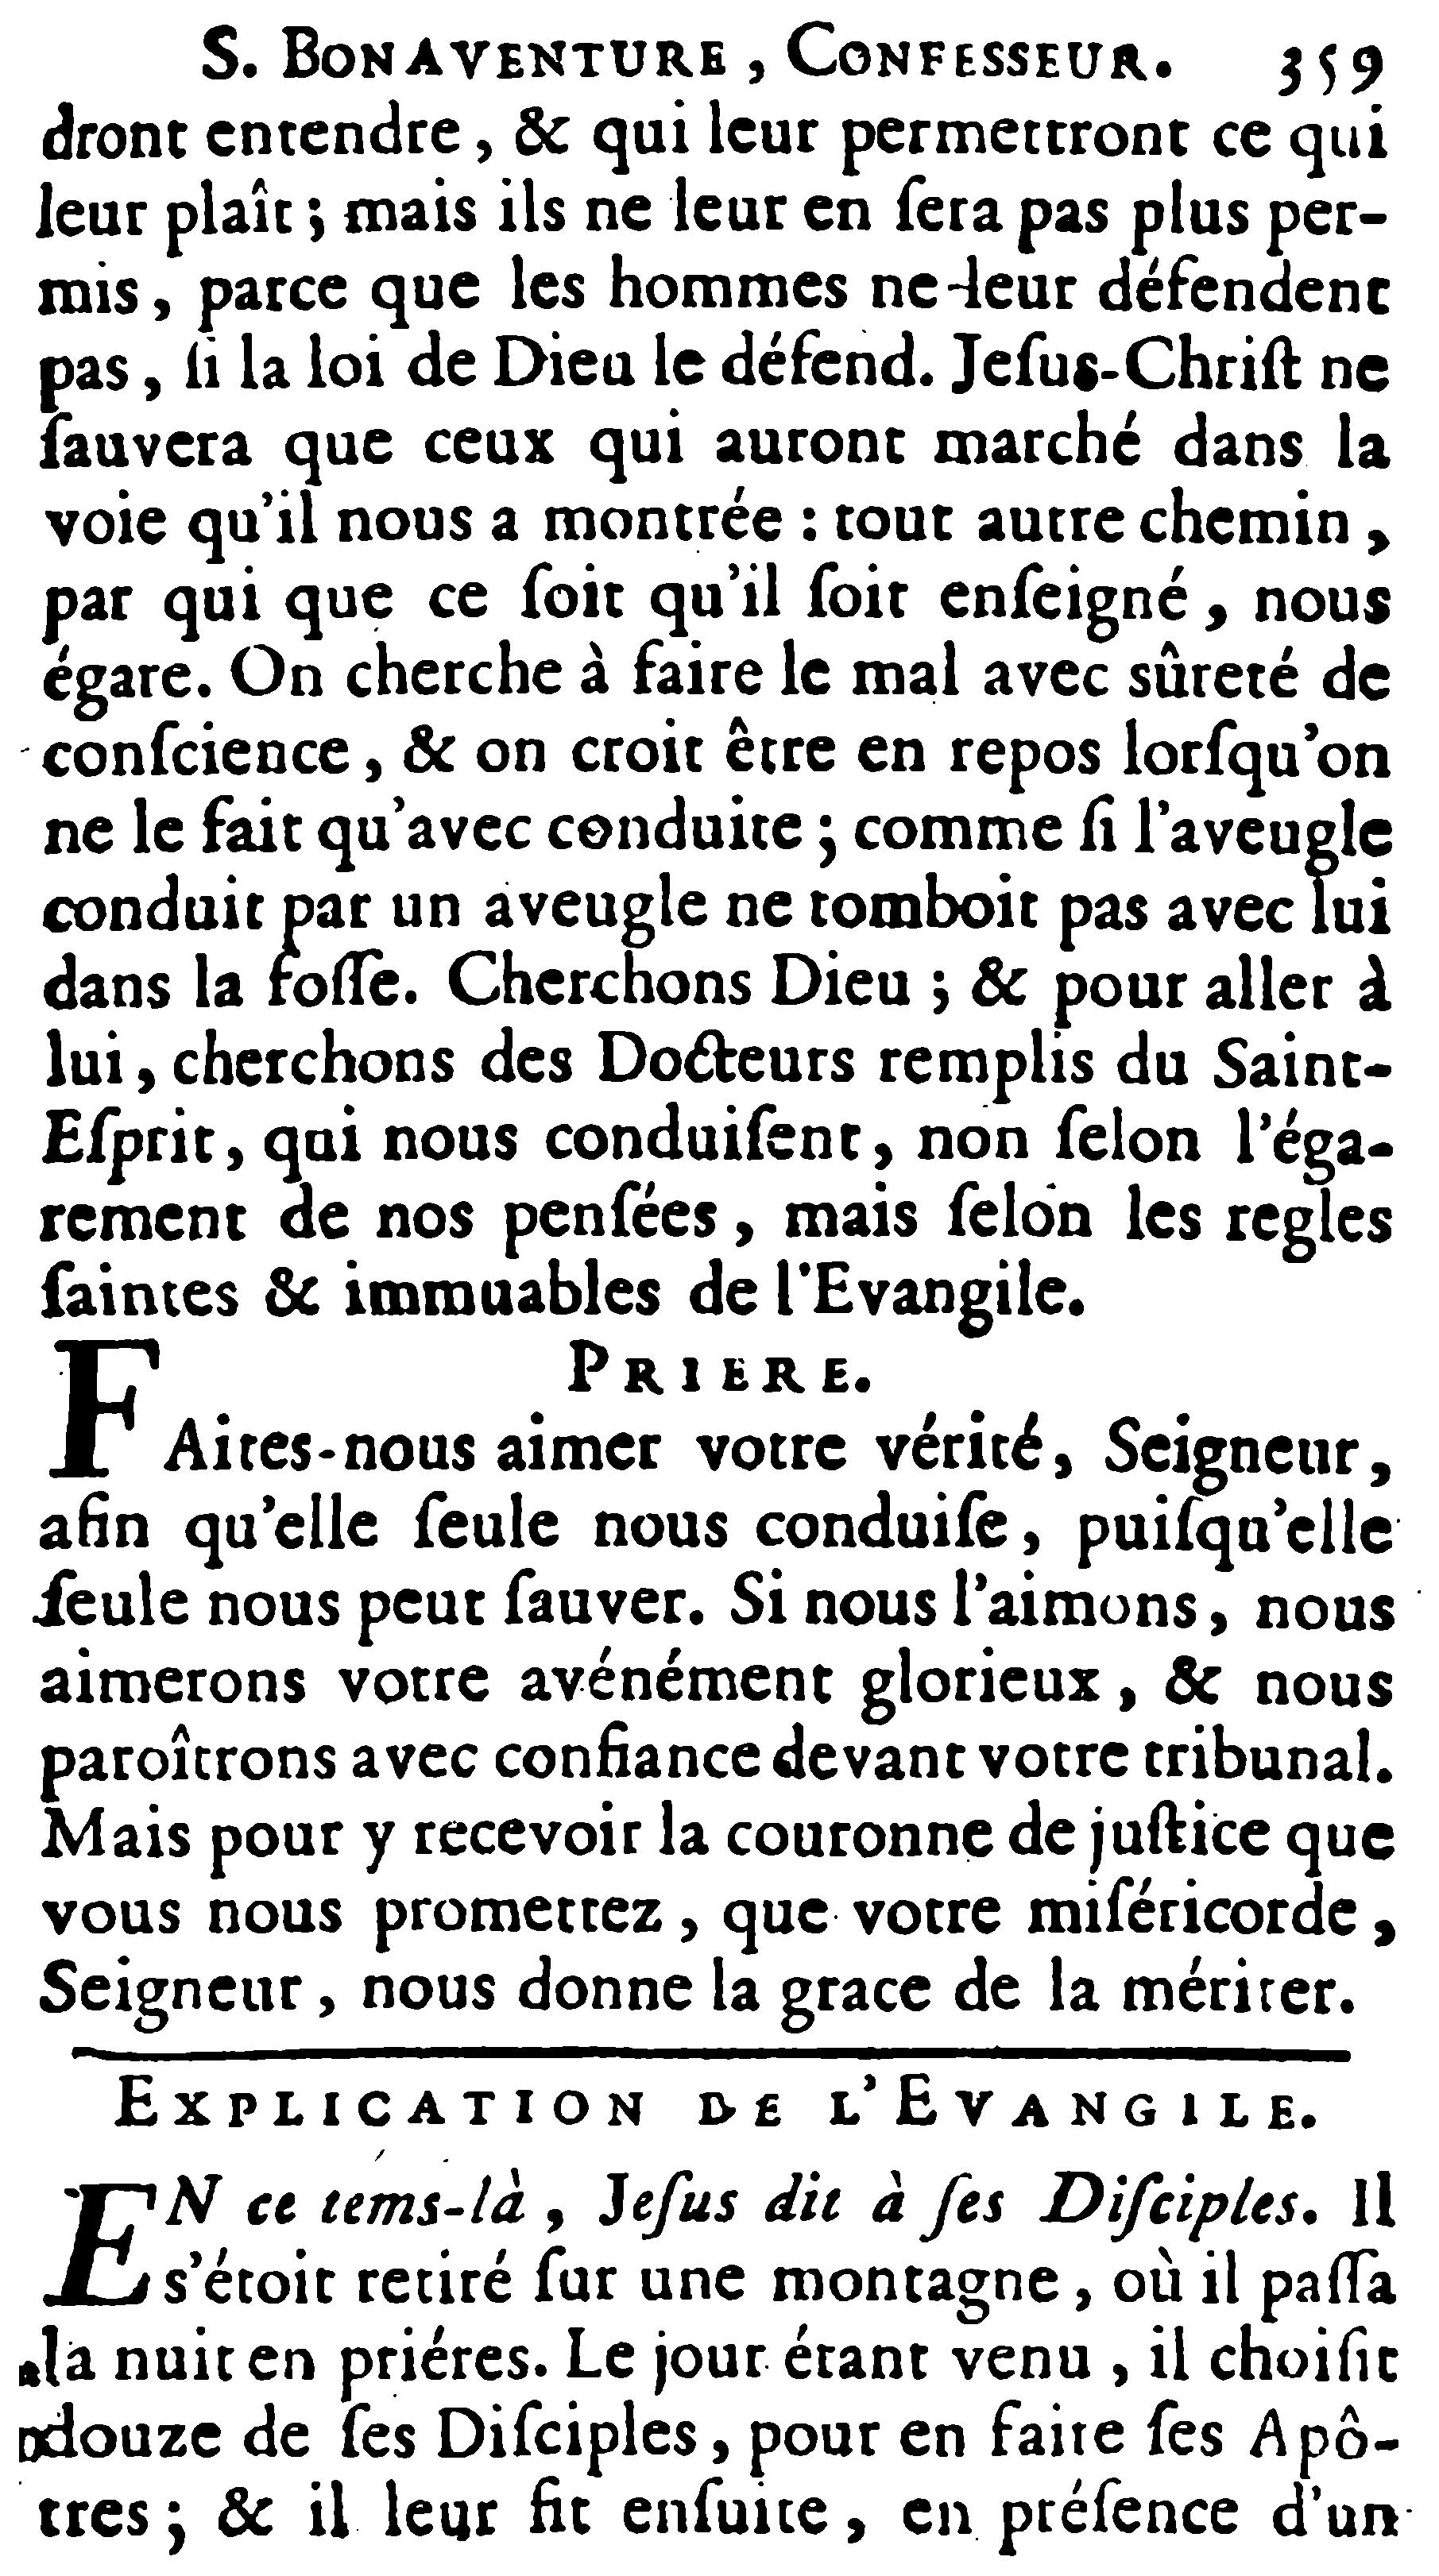 S. BONAVENTURE, CONFESSEUR. 359
dront entendre, & qui leur permettront ce qui
leur plaît ; mais ils ne leur en ſera pas plus per-
mis, parce que les hommes ne leur défendent
pas, ſi la loi de Dieu le défend. Jeſus-Chriſt ne
ſauvera que ceux qui auront marché dans la
voie qu'il nous a montrée : tout autre chemin,
par qui que ce ſoit qu'il ſoit enſeigné, nous
égare. On cherche à faire le mal avec sûreté de
conſcience, & on croit être en repos lorſqu'on
ne le fait qu'avec conduite ; comme ſi l'aveugle
conduit par un aveugle ne tomboit pas avec lui
dans la foſſe. Cherchons Dieu ; & pour aller à
lui, cherchons des Docteurs remplis du Saint-
Eſprit, qui nous conduiſent, non ſelon l'éga-
rement de nos penſées, mais ſelon les regles
ſaintes & immuables de l'Evangile.
PRIERE.
FAites-nous aimer votre vérité, Seigneur,
afin qu'elle ſeule nous conduiſe, puiſqu'elle
ſeule nous peut ſauver. Si nous l'aimons, nous
aimerons votre avénément glorieux, & nous
paroîtrons avec confiance devant votre tribunal.
Mais pour y recevoir la couronne de juſtice que
vous nous promettez, que votre miſéricorde,
Seigneur, nous donne la grace de la mériter.
EXPLICATION DE L'EVANGILE.
EN ce tems-là, Jeſus dit à ſes Diſciples. Il
s'étoit retiré ſur une montagne, où il paſſa
la nuit en priéres. Le jour étant venu, il choiſit
douze de ſes Diſciples, pour en faire ſes Apô-
tres ; & il leur fit enſuite, en préſence d'un